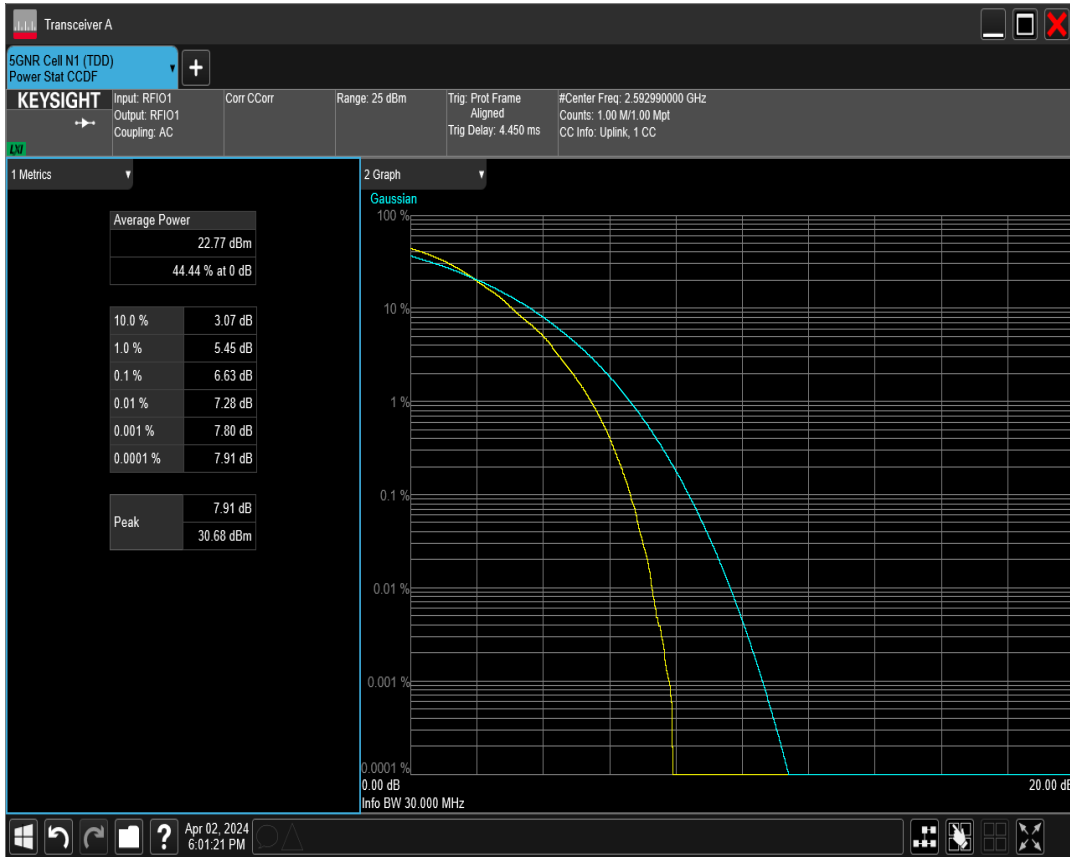 Transceiver A
5GNR Cell N1 (TDD)
Power Stat CCDF
KEYSIGHT
LXI
Input: RFIO1
Output: RFIO1
Coupling: AC
Corr CCorr
Range: 25 dBm
Trig: Prot Frame
Aligned
Trig Delay: 4.450 ms
#Center Freq: 2.592990000 GHz
Counts: 1.00 M/1.00 Mpt
CC Info: Uplink, 1 CC
1 Metrics
Average Power
22.77 dBm
44.44 % at 0 dB
10.0 % 3.07 dB
1.0 % 5.45 dB
0.1 % 6.63 dB
0.01 % 7.28 dB
0.001 % 7.80 dB
0.0001 % 7.91 dB
Peak
7.91 dB
30.68 dBm
2 Graph
Gaussian
100 %
10 %
1 %
0.1 %
0.01 %
0.001 %
0.0001 %
0.00 dB 20.00 dB
Info BW 30.000 MHz
?
Apr 02, 2024
6:01:21 PM